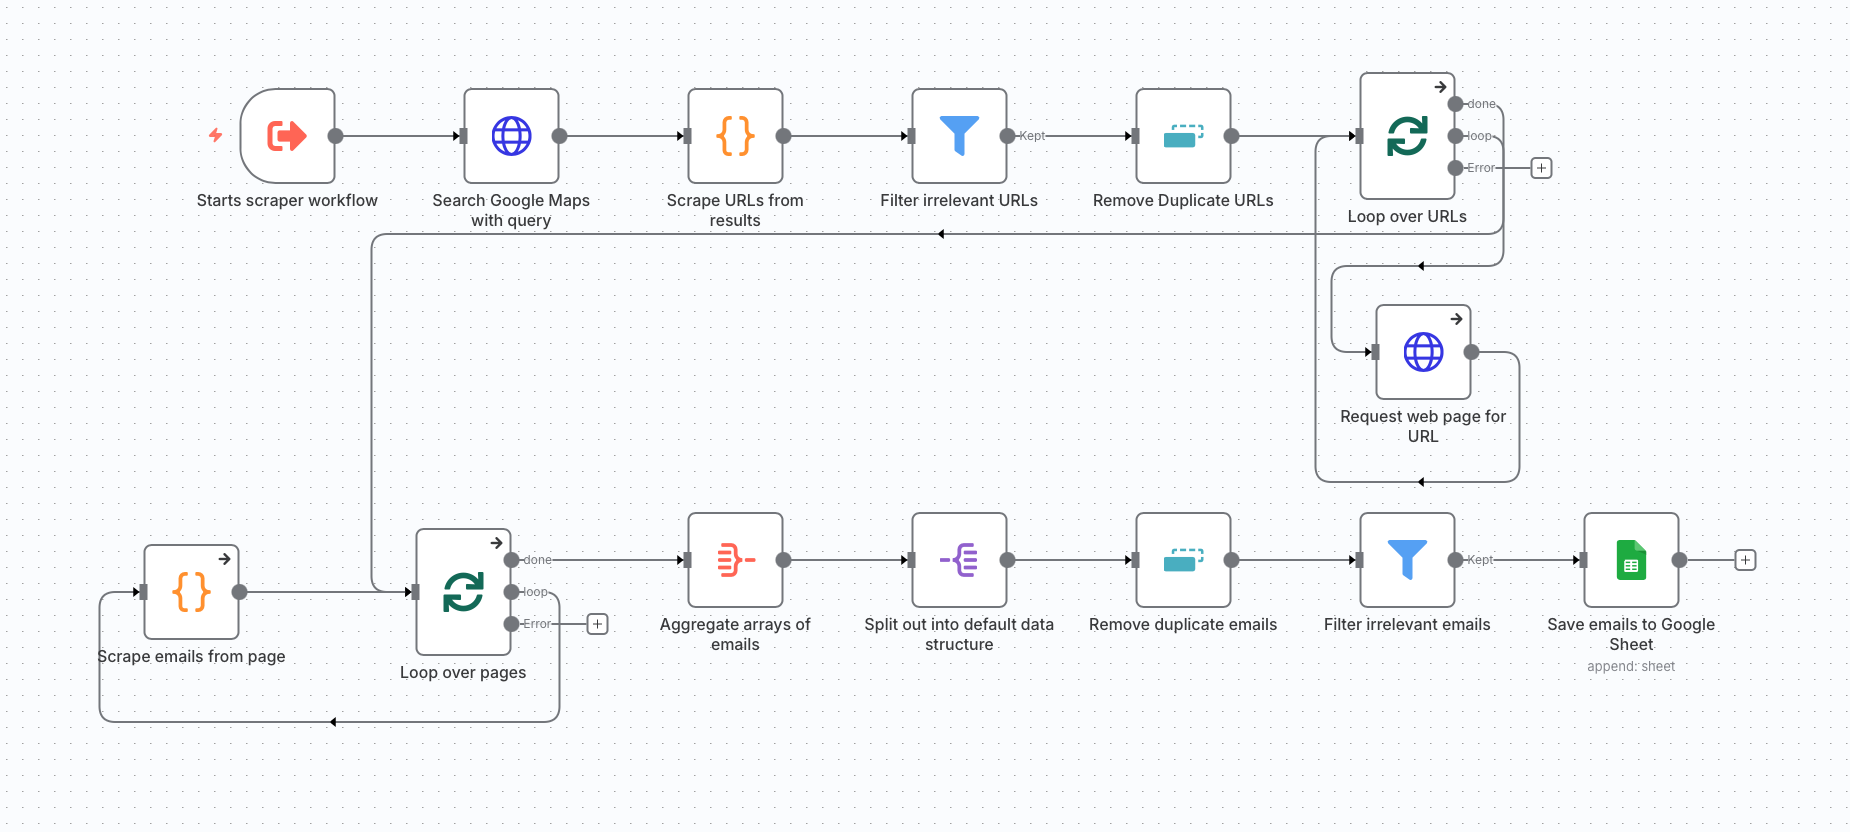 done
loop
Error
Kept
Starts scraper workflow
Search Google Maps
with query
Scrape URLs from
results
Filter irrelevant URLs
Remove Duplicate URLs
Loop over URLs
Request web page for
URL
done
loop
Error
Kept
Scrape emails from page
Loop over pages
Aggregate arrays of
emails
Split out into default data
structure
Remove duplicate emails
Filter irrelevant emails
Save emails to Google
Sheet
append: sheet